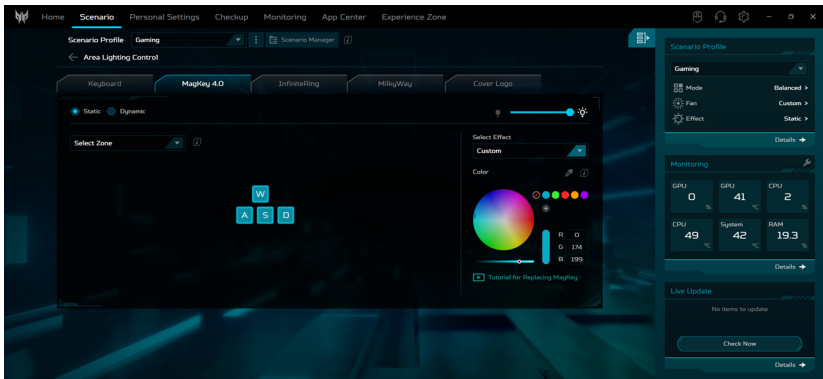 Home Scenario Personal Settings Checkup Monitoring App Center Experience Zone
Scenario Profile Gaming Scenario Manager
Area Lighting Control
Keyboard MagKey 4.0 InfiniteRing MilkyWay Cover Logo
Static Dynamic
Select Zone
Select Effect
Custom
Color
W
A S D
R 0
G 174
B 199
Tutorial for Replacing MagKey
Scenario Profile
Gaming
Mode Balanced >
Fan Custom >
Effect Static >
Details →
Monitoring
GPU GPU CPU
0 % 41 °C 2 %
CPU System RAM
49 °C 42 °C 19.3 %
Details →
Live Update
No items to update
Check Now
Details →